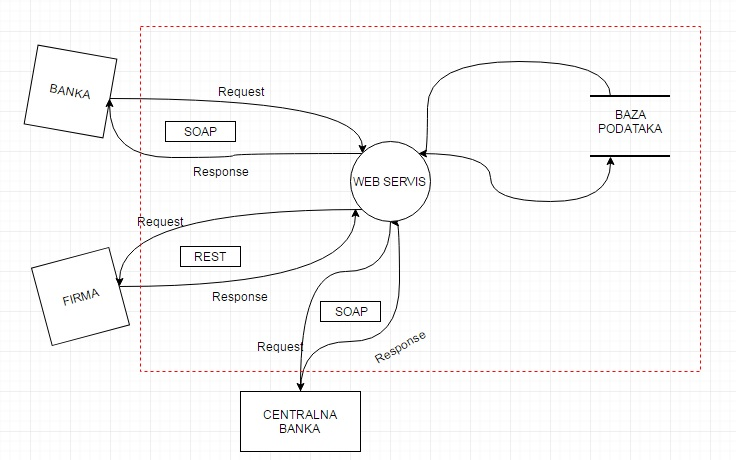 Request
BANKA
SOAP
Response
BAZA
PODATAKA
WEB SERVIS
Request
REST
FIRMA
Response
SOAP
Request
Response
CENTRALNA
BANKA